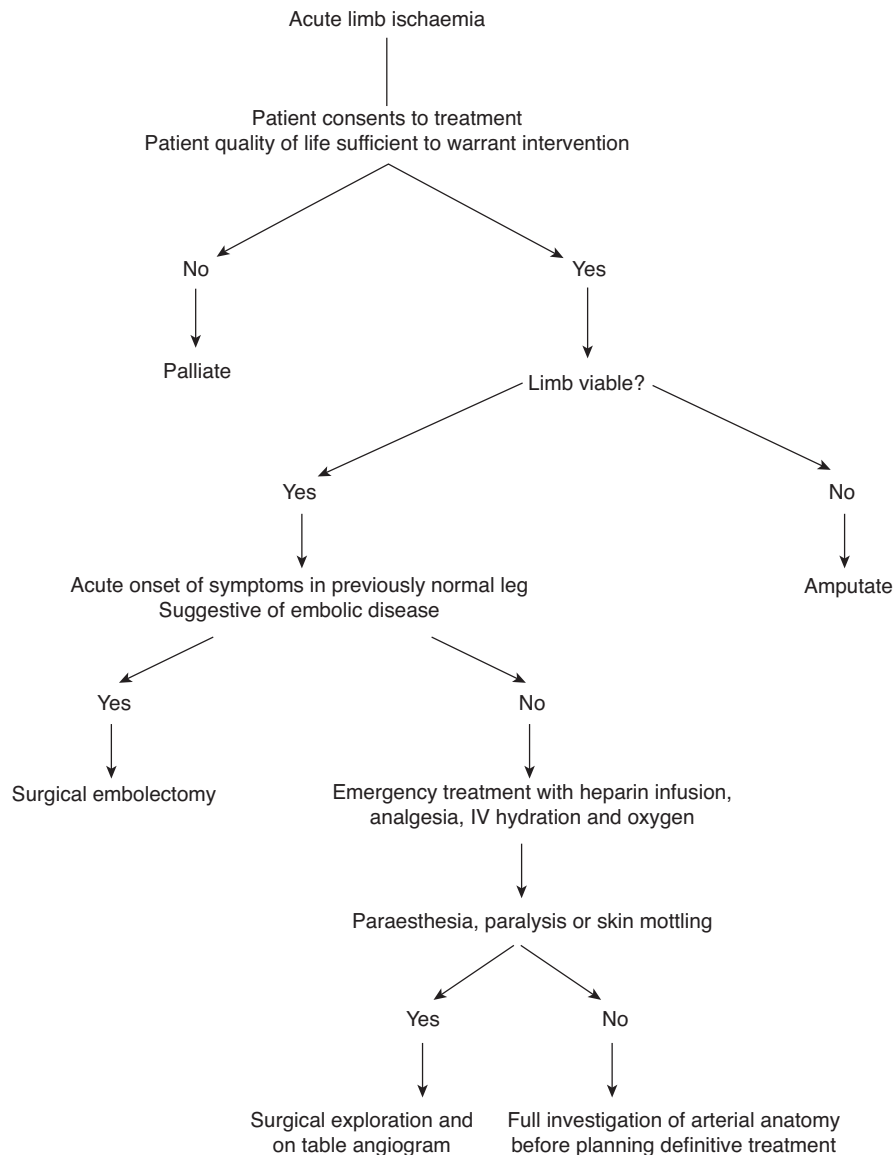 Acute limb ischaemia
Patient consents to treatment
Patient quality of life sufficient to warrant intervention
No
Yes
Palliate
Limb viable?
Yes
No
Acute onset of symptoms in previously normal leg
Suggestive of embolic disease
Amputate
Yes
No
Surgical embolectomy
Emergency treatment with heparin infusion,
analgesia, IV hydration and oxygen
Paraesthesia, paralysis or skin mottling
Yes
No
Surgical exploration and
on table angiogram
Full investigation of arterial anatomy
before planning definitive treatment